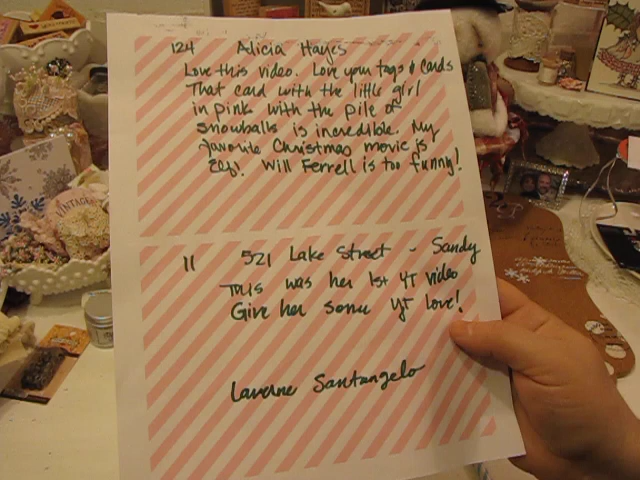 124 Alicia Hayes
Love this video. Love your tags & cards
That card with the little girl
in pink with the pile of
snowballs is incredible. My
favorite Christmas movie is
Elf! Will Ferrell is too funny!
11 521 Lake Street - Sandy
This was her 1st YT video
Give her some YT love!
Laverne Santangelo
VINTAGE